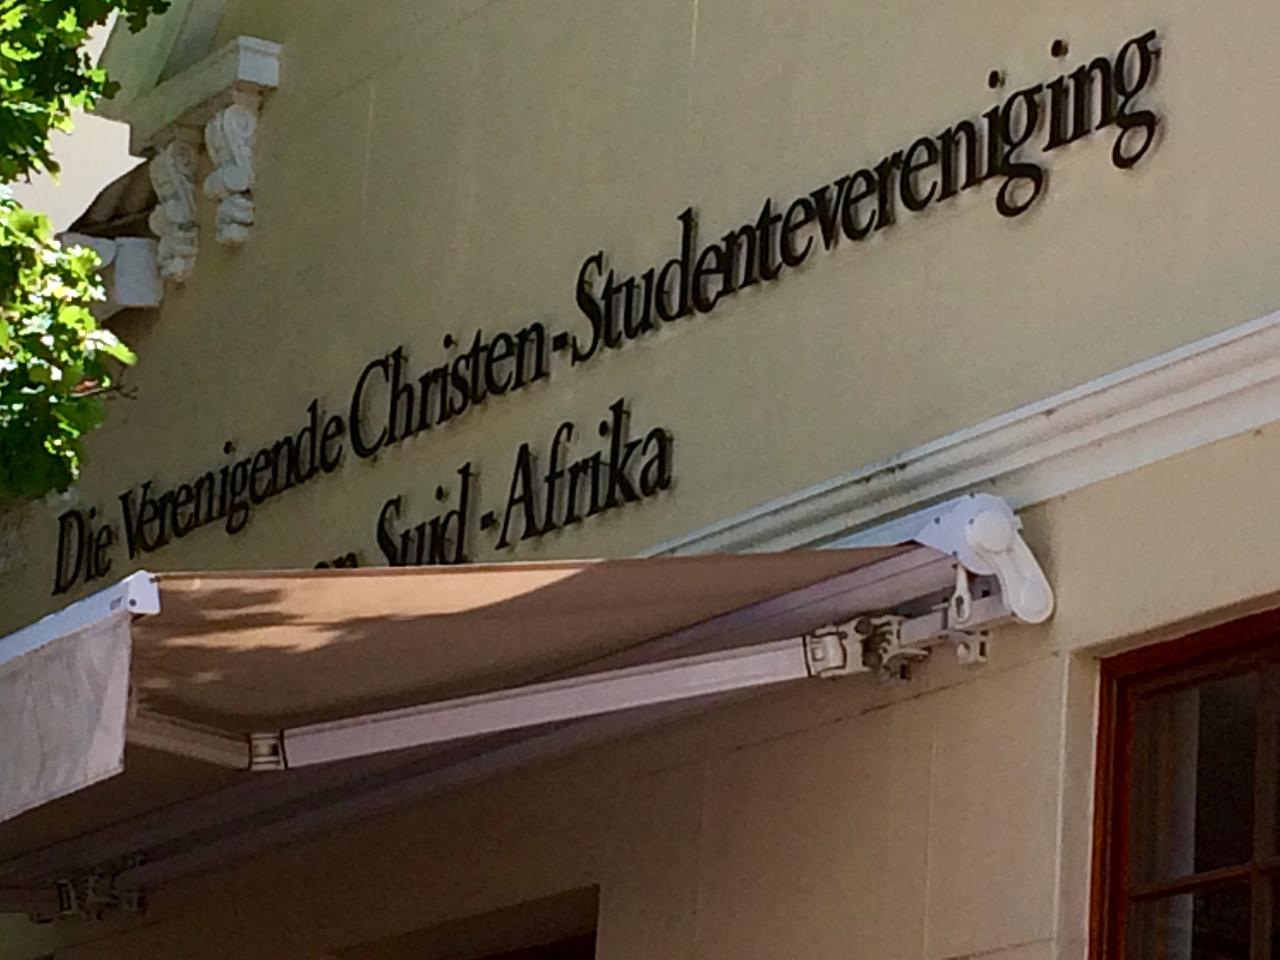 Die Verenigende Christen-Studentevereniging
Suid-Afrika